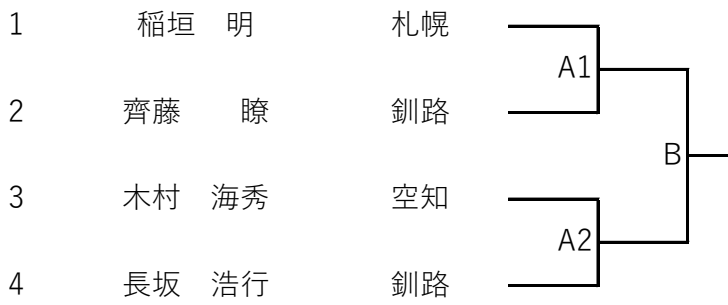 1 稲垣 明 札幌
A1
2 齊藤 瞭 釧路
B
3 木村 海秀 空知
A2
4 長坂 浩行 釧路